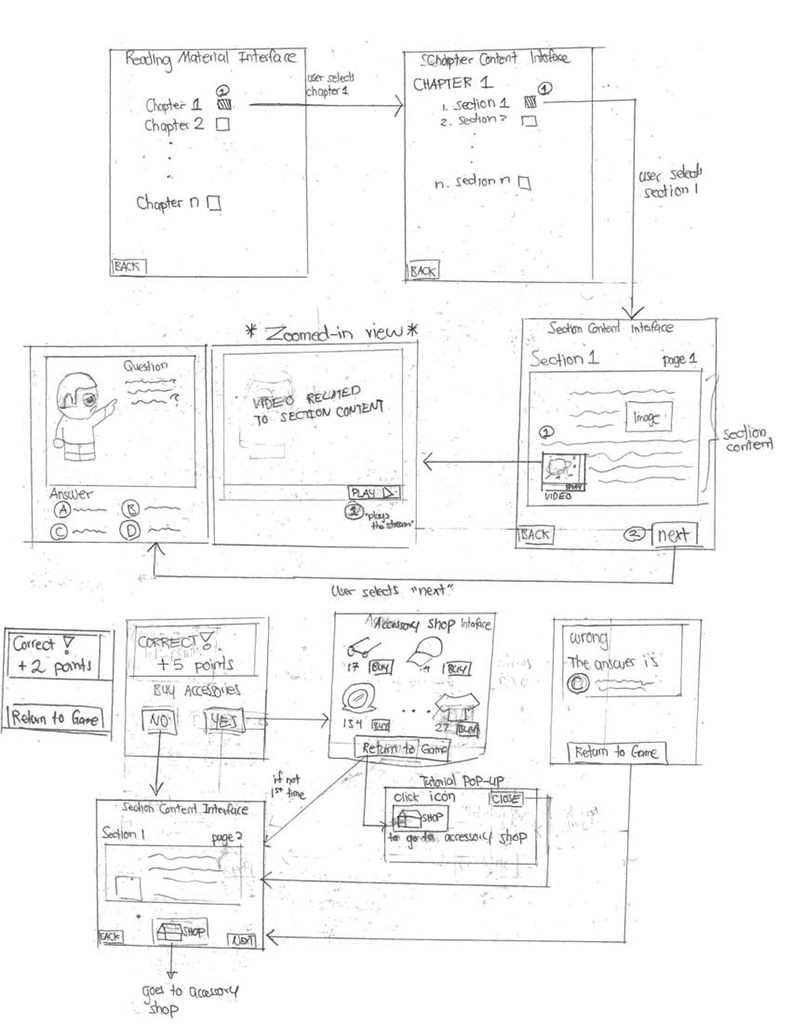 Reading Material Interface
①
Chapter 1
Chapter 2
Chapter n
BACK
user selects
chapter 1
Chapter Content Interface
CHAPTER 1
①
1. Section 1
2. section 2
n. section n
BACK
user selects
section 1
* Zoomed-in view *
Question
?
?
Answer
A
B
C
D
VIDEO RELATED
TO SECTION CONTENT
PLAY
①
"plays
the stream"
Section Content Interface
Section 1 page 1
Image
①
PLAY
VIDEO
section
content
BACK
②
next
User selects "next"
Correct!
+2 points
Return to Game
CORRECT!
+5 points
BUY ACCESSORIES
NO
YES
Accessory Shop Interface
17 BUY
BUY
134 BUY
27 BUY
Return to Game
wrong
The answer is
C
Return to Game
if not
1st time
Tutorial POP-UP
click icon
CLOSE
SHOP
to go to accessory shop
Section Content Interface
Section 1 page 2
BACK
SHOP
NEXT
goes to accessory
shop